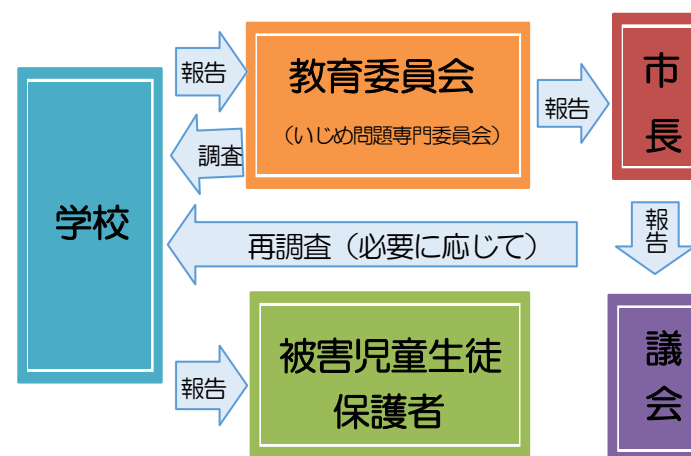 報告
教育委員会
（いじめ問題専門委員会）
報告
市
長
調査
学校
再調査（必要に応じて）
報
告
被害児童生徒
保護者
報告
議
会